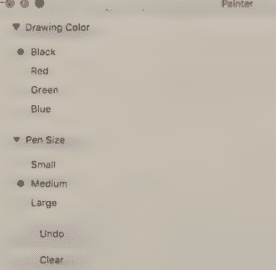 Painter
Drawing Color
Black
Red
Green
Blue
Pen Size
Small
Medium
Large
Undo
Clear